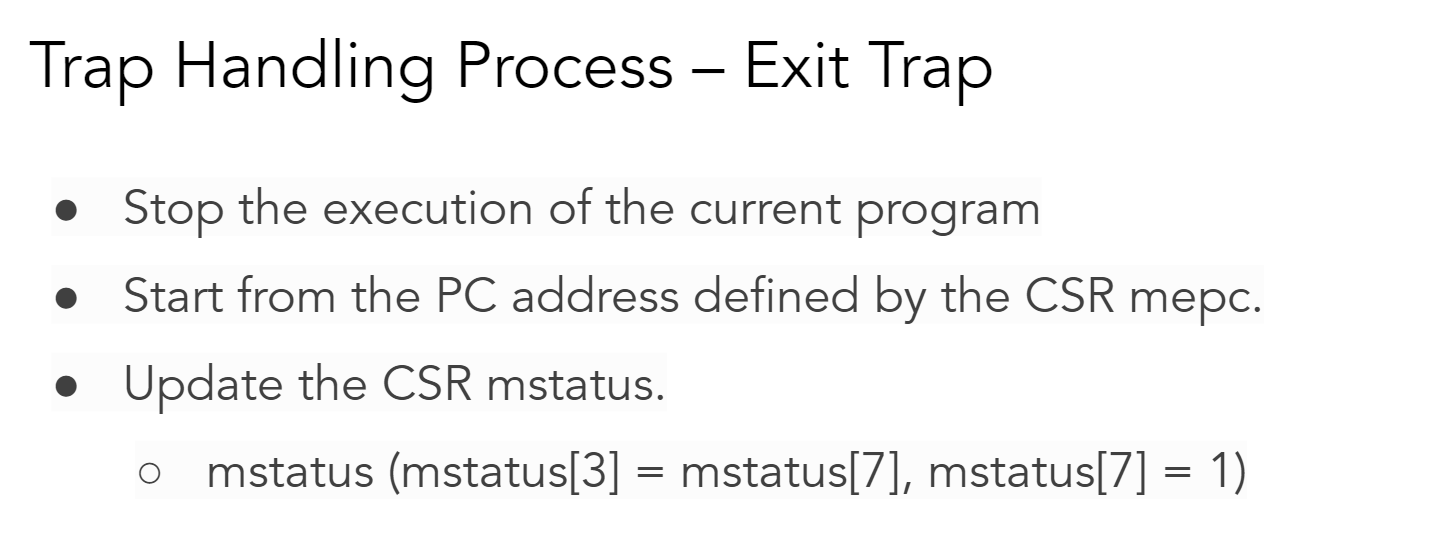 Trap Handling Process – Exit Trap
● Stop the execution of the current program
● Start from the PC address defined by the CSR mepc.
● Update the CSR mstatus.
○ mstatus (mstatus[3] = mstatus[7], mstatus[7] = 1)